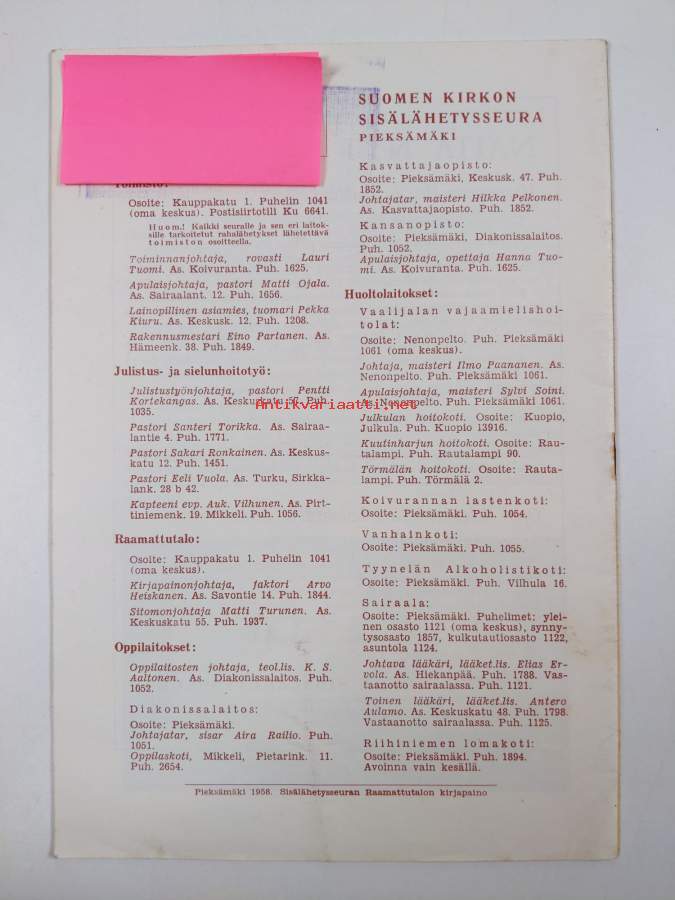 Toimisto:
Osoite: Kauppakatu 1. Puhelin 1041
(oma keskus). Postisiirtotili Ku 6641.
Huom.! Kaikki seuralle ja sen eri laitok-
sille tarkoitetut rahalähetykset lähetettävä
toimiston osoitteella.
Toiminnanjohtaja, rovasti Lauri
Tuomi. As. Koivuranta. Puh. 1625.
Apulaisjohtaja, pastori Matti Ojala.
As. Sairaalant. 12. Puh. 1656.
Lainopillinen asiamies, tuomari Pekka
Kiuru. As. Keskusk. 12. Puh. 1208.
Rakennusmestari Eino Partanen. As.
Hämeenk. 38. Puh. 1849.
Julistus- ja sielunhoitotyö:
Julistustyönjohtaja, pastori Pentti
Kortekangas. As. Keskuskatu 57. Puh.
1035.
Pastori Santeri Torikka. As. Sairaa-
lantie 4. Puh. 1771.
Pastori Sakari Ronkainen. As. Keskus-
katu 12. Puh. 1451.
Pastori Eeli Vuola. As. Turku, Sirkka-
lank. 28 b 42.
Kapteeni evp. Auk. Vilhunen. As. Pirt-
tiniemenk. 19. Mikkeli. Puh. 1056.
Raamattutalo:
Osoite: Kauppakatu 1. Puhelin 1041
(oma keskus).
Kirjapainonjohtaja, faktori Arvo
Heiskanen. As. Savontie 14. Puh. 1844.
Sitomonjohtaja Matti Turunen. As.
Keskuskatu 55. Puh. 1937.
Oppilaitokset:
Oppilaitosten johtaja, teol.lis. K. S.
Aaltonen. As. Diakonissalaitos. Puh.
1052.
Diakonissalaitos:
Osoite: Pieksämäki.
Johtajatar, sisar Aira Railio. Puh.
1051.
Oppilaskoti, Mikkeli, Pietarink. 11.
Puh. 2654.
SUOMEN KIRKON
SISÄLÄHETYSSEURA
PIEKSÄMÄKI
Kasvattajaopisto:
Osoite: Pieksämäki, Keskusk. 47. Puh.
1852.
Johtajatar, maisteri Hilkka Pelkonen.
As. Kasvattajaopisto. Puh. 1852.
Kansanopisto:
Osoite: Pieksämäki, Diakonissalaitos.
Puh. 1052.
Apulaisjohtaja, opettaja Hanna Tuo-
mi. As. Koivuranta. Puh. 1625.
Huoltolaitokset:
Vaalijalan vajaamielishoi-
tolat:
Osoite: Nenonpelto. Puh. Pieksämäki
1061 (oma keskus).
Johtaja, maisteri Ilmo Paananen. As.
Nenonpelto. Puh. Pieksämäki 1061.
Apulaisjohtaja, maisteri Sylvi Soini.
As. Nenonpelto. Puh. Pieksämäki 1061.
Julkulan hoitokoti. Osoite: Kuopio,
Julkula. Puh. Kuopio 13916.
Kuutinharjun hoitokoti. Osoite: Rau-
talampi. Puh. Rautalampi 90.
Törmälän hoitokoti. Osoite: Rauta-
lampi. Puh. Törmälä 2.
Koivurannan lastenkoti:
Osoite: Pieksämäki. Puh. 1054.
Vanhainkoti:
Osoite: Pieksämäki. Puh. 1055.
Tyynelän Alkoholistikoti:
Osoite: Pieksämäki. Puh. Vilhula 16.
Sairaala:
Osoite: Pieksämäki. Puhelimet: ylei-
nen osasto 1121 (oma keskus), synny-
tysosasto 1857, kulkutautiosasto 1122,
asuntola 1124.
Johtava lääkäri, lääket.lis. Elias Er-
vola. As. Hiekanpää. Puh. 1788. Vas-
taanotto sairaalassa. Puh. 1121.
Toinen lääkäri, lääket.lis. Antero
Aulamo. As. Keskuskatu 48. Puh. 1798.
Vastaanotto sairaalassa. Puh. 1125.
Riihiniemen lomakoti:
Osoite: Pieksämäki. Puh. 1894.
Avoinna vain kesällä.
Pieksämäki 1958. Sisälähetysseuran Raamattutalon kirjapaino
Antikvariaatti.net